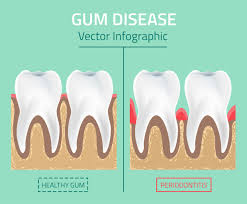 GUM DISEASE
Vector Infographic
HEALTHY GUM
PERIODONTITIS